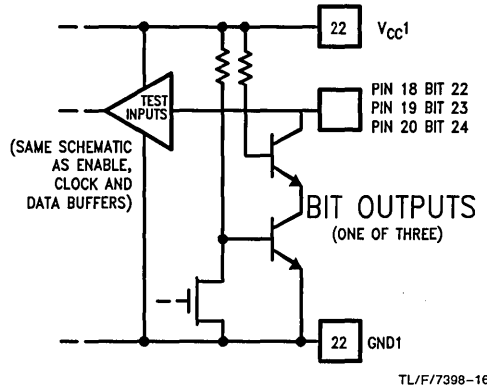 22
VCC1
TEST
INPUTS
PIN 18 BIT 22
PIN 19 BIT 23
PIN 20 BIT 24
(SAME SCHEMATIC
AS ENABLE,
CLOCK AND
DATA BUFFERS)
BIT OUTPUTS
(ONE OF THREE)
22
GND1
TL/F/7398-16